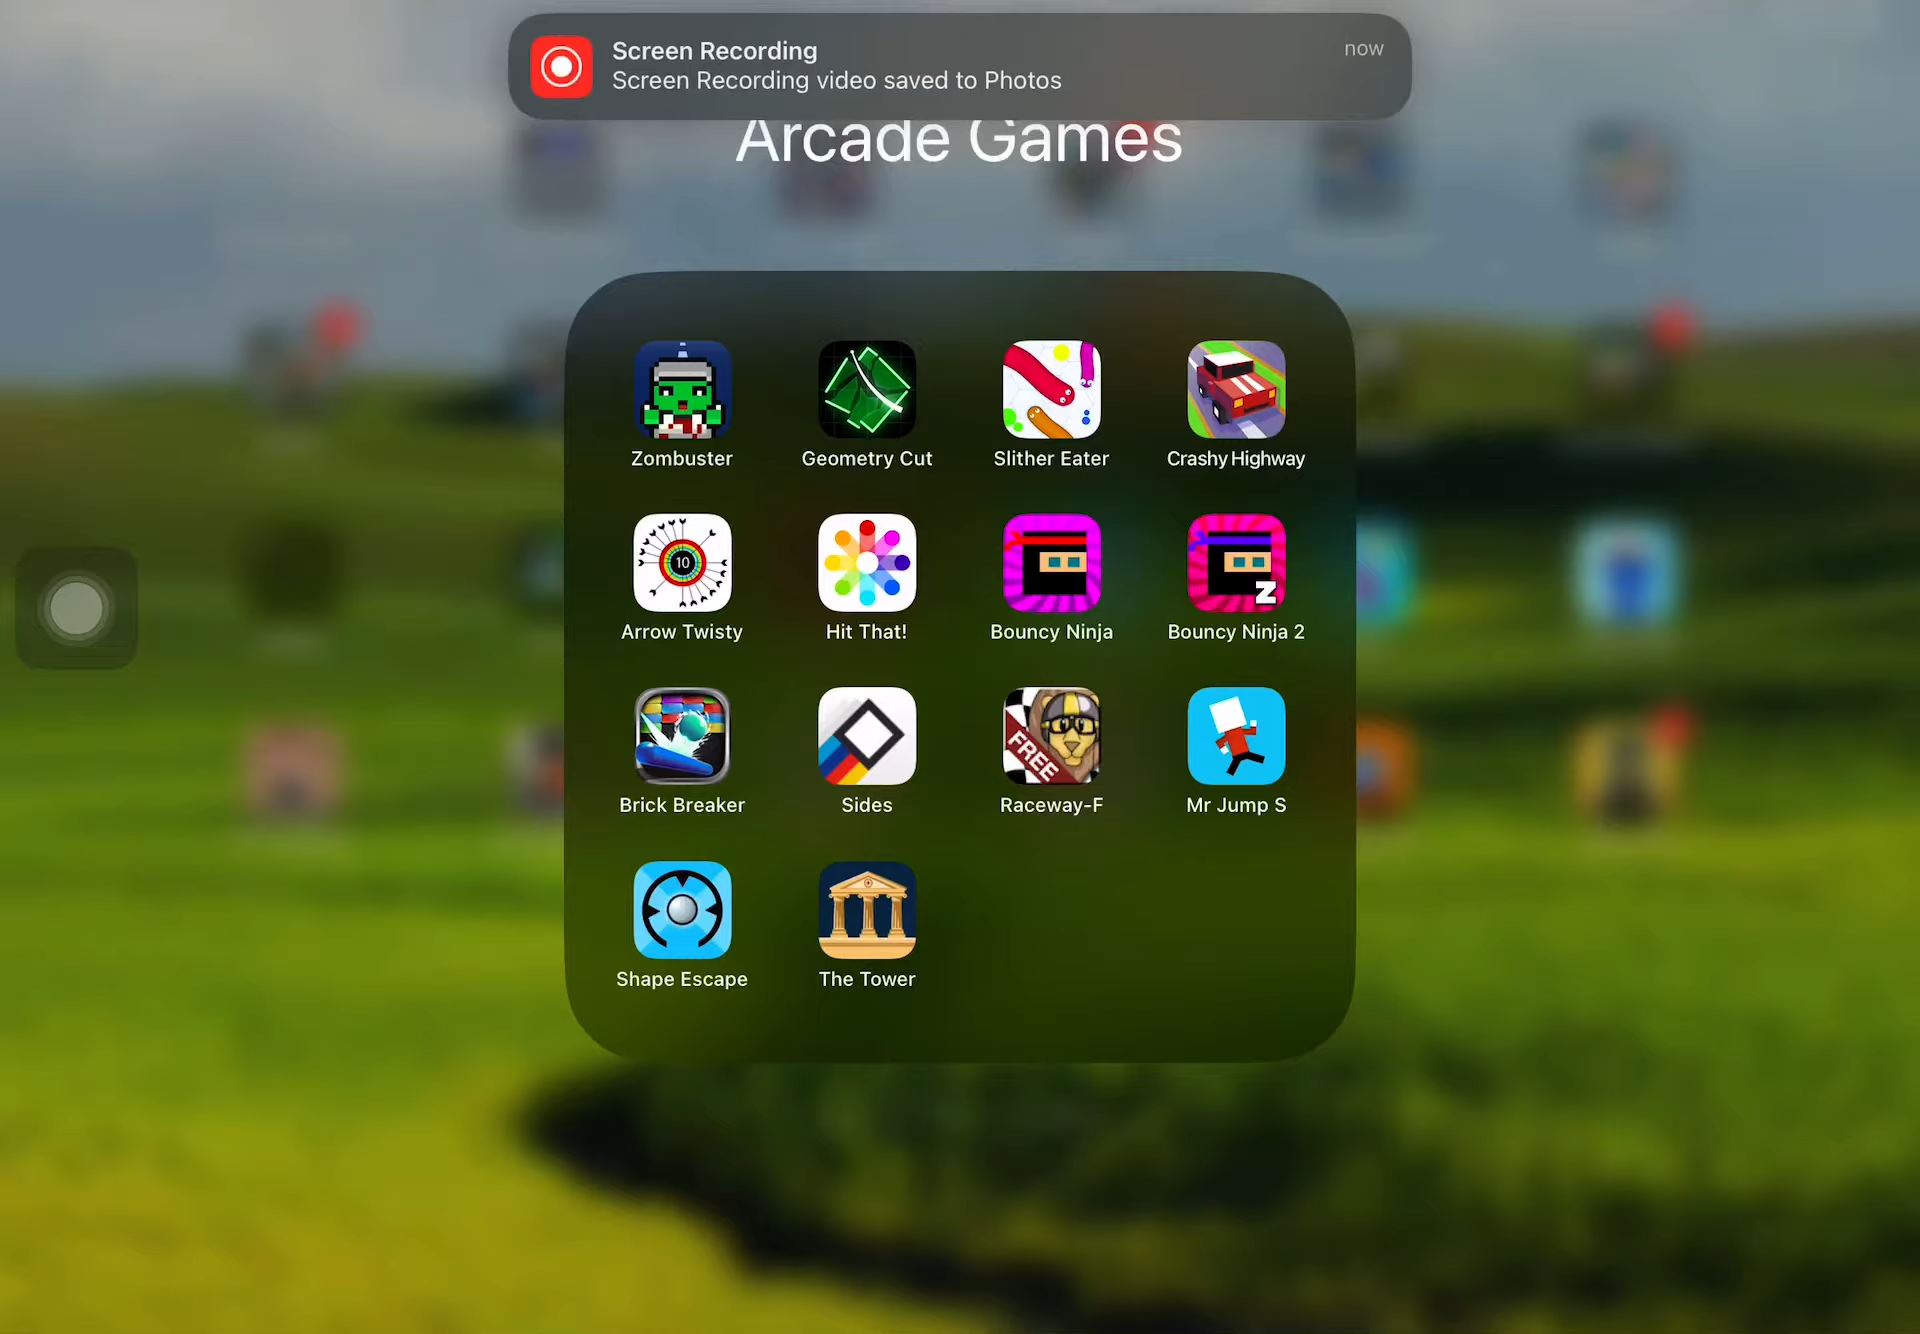 Screen Recording
now
Screen Recording video saved to Photos
Arcade Games
Zombuster
Geometry Cut
Slither Eater
Crashy Highway
10
Arrow Twisty
Hit That!
Bouncy Ninja
Z
Bouncy Ninja 2
Brick Breaker
Sides
FREE
Raceway-F
Mr Jump S
Shape Escape
The Tower